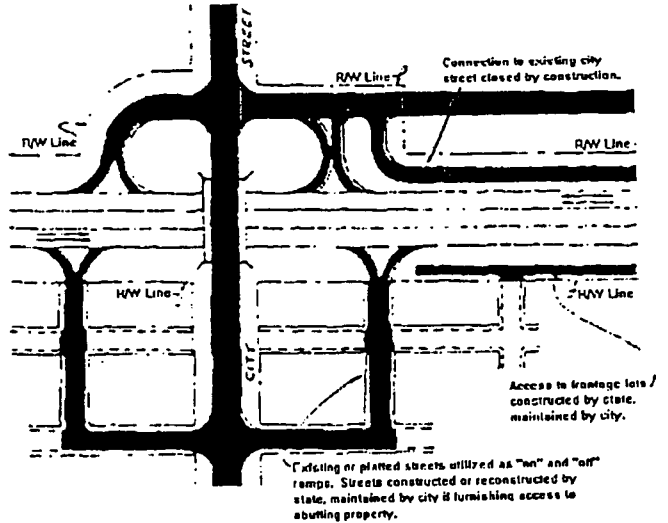 STREET
Connection to existing city
street closed by construction.
R/W Line
R/W Line
R/W Line
R/W Line
R/W Line
CITY
Access to frontage lots
constructed by state,
maintained by city.
Existing or platted streets utilized as "on" and "off"
ramps. Streets constructed or reconstructed by
state, maintained by city if furnishing access to
abutting property.